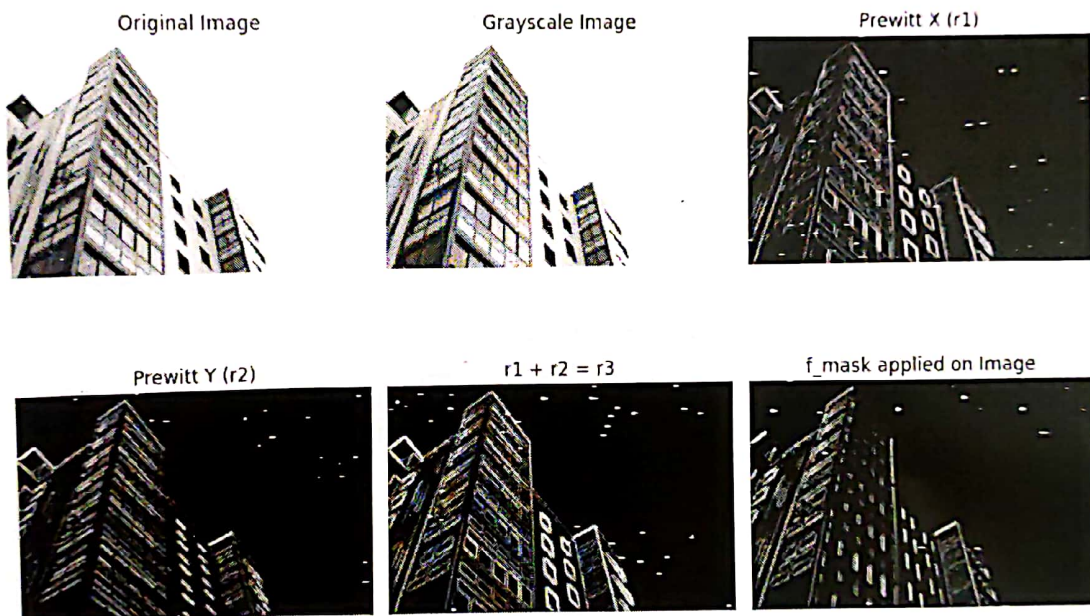 Original Image
Grayscale Image
Prewitt X (r1)
Prewitt Y (r2)
r1 + r2 = r3
f_mask applied on Image